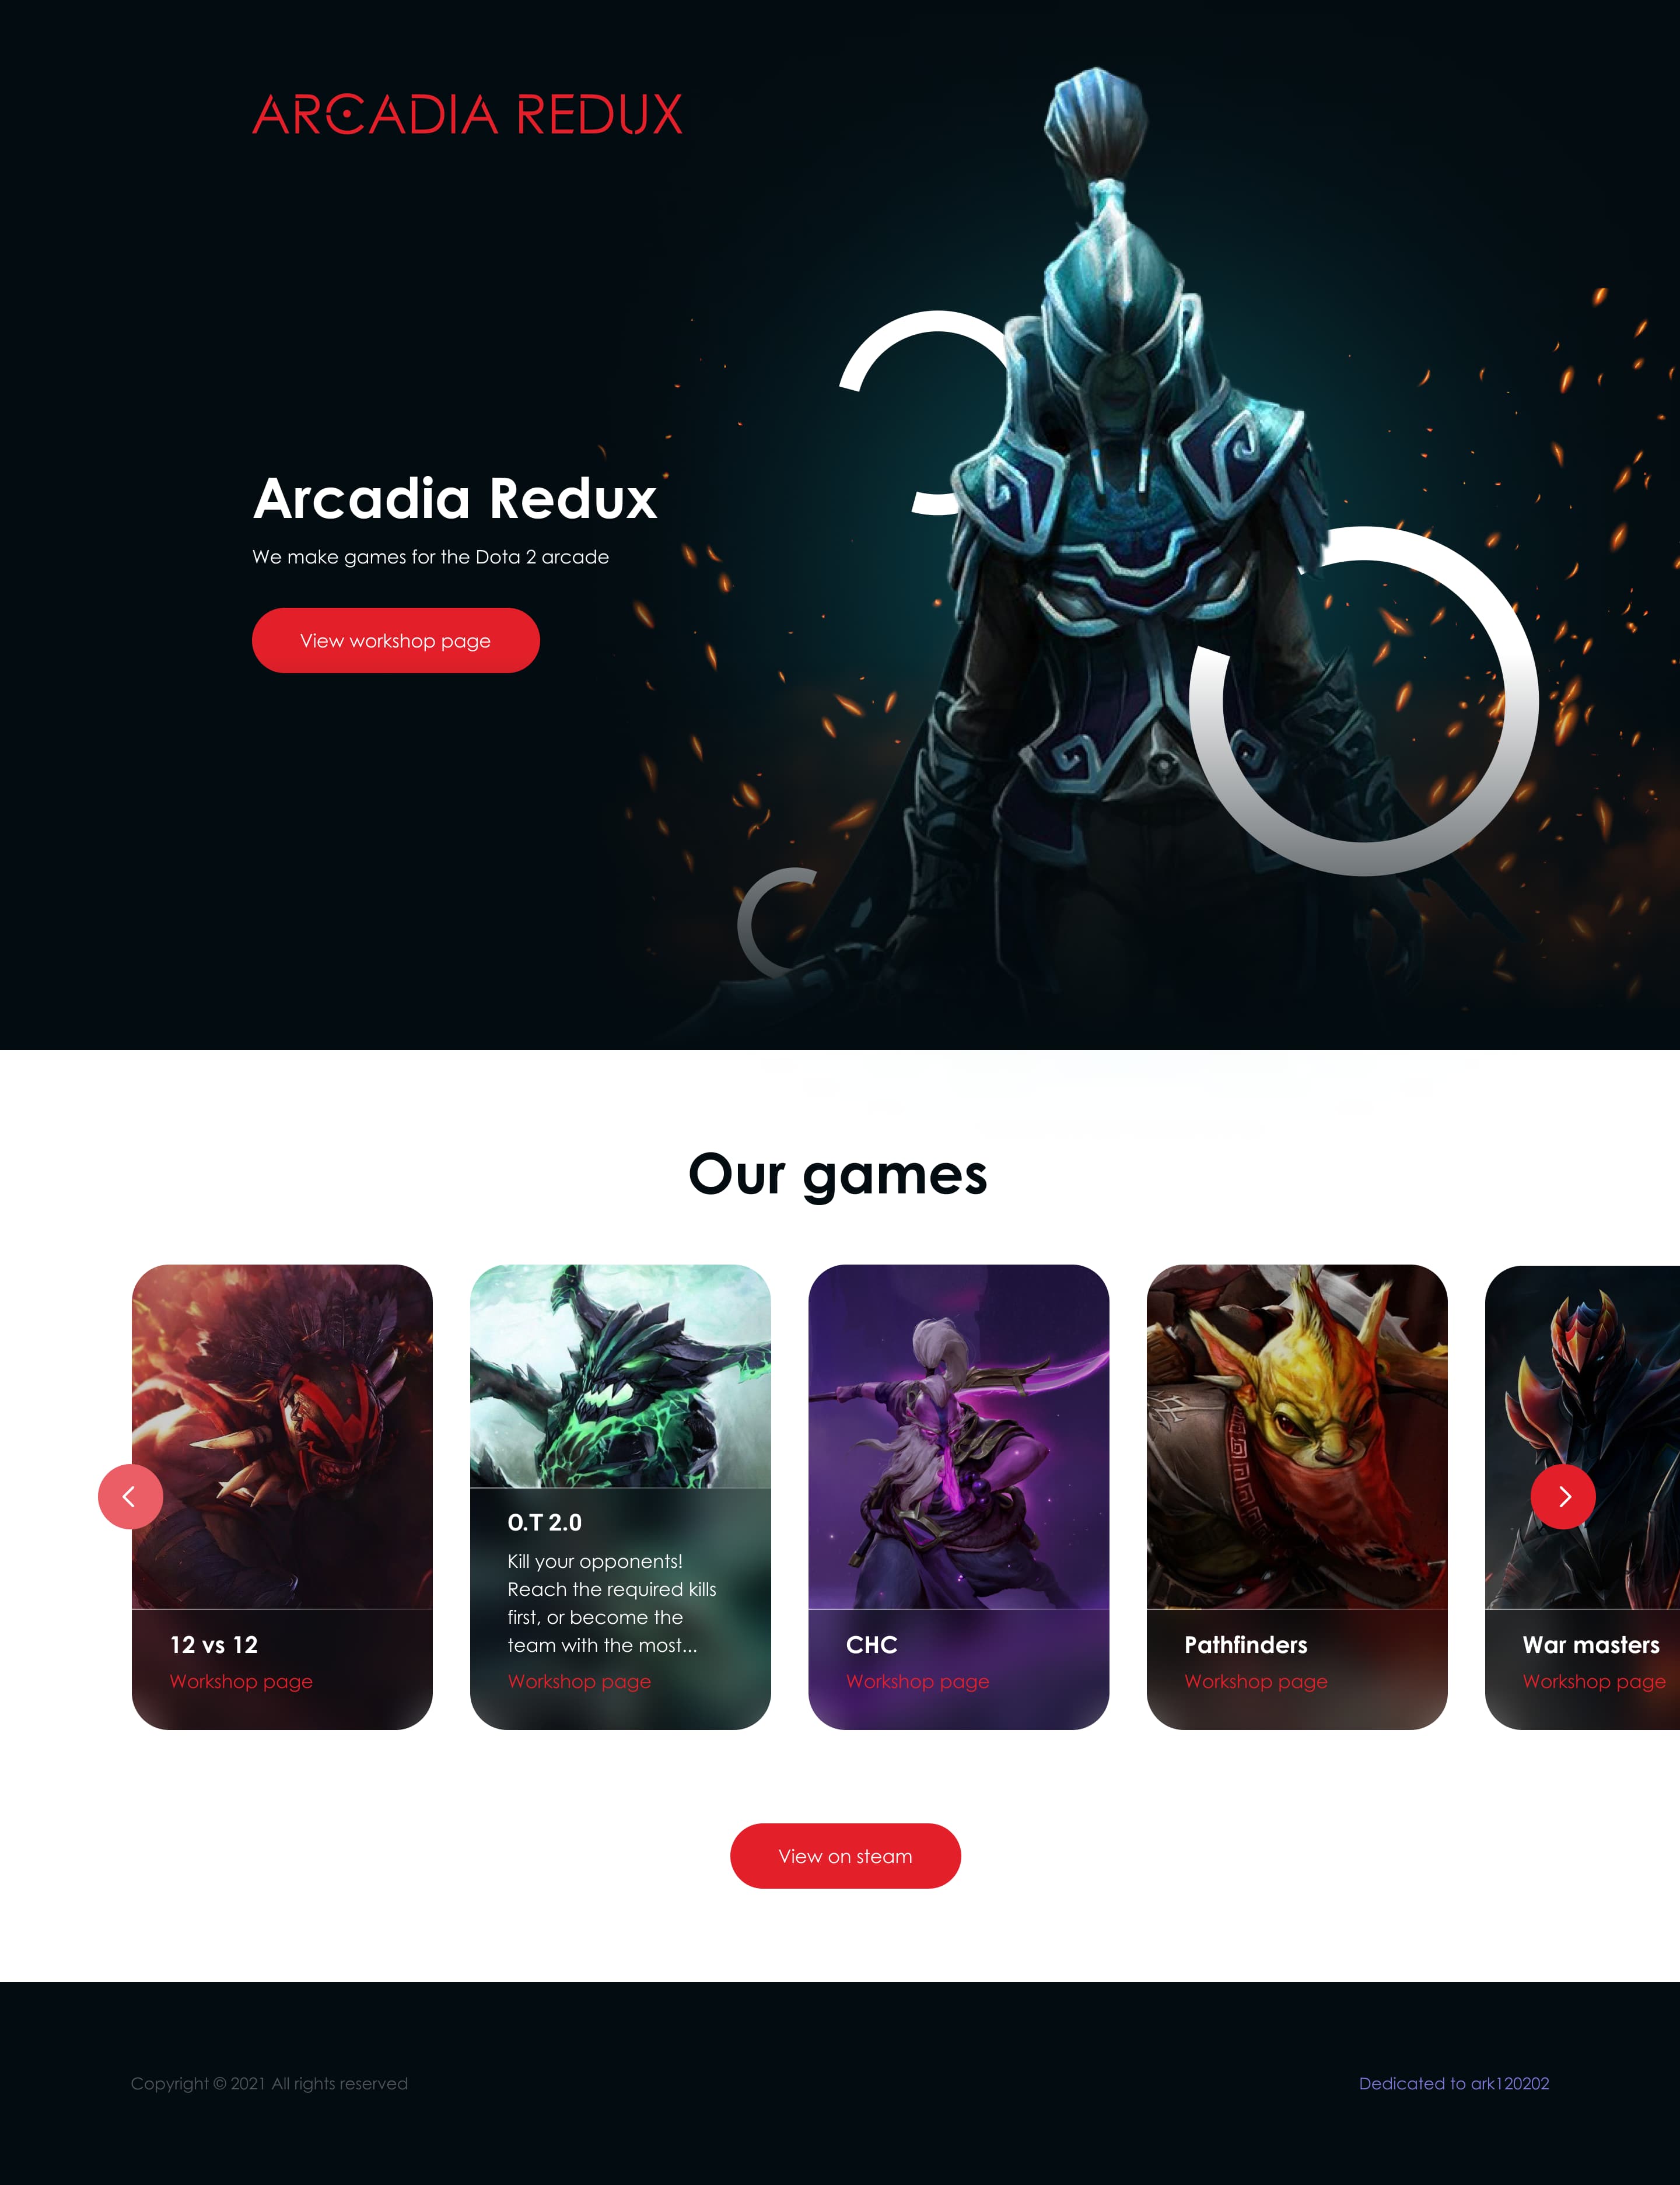 ARCADIA REDUX
Arcadia Redux
We make games for the Dota 2 arcade
View workshop page
Our games
12 vs 12
Workshop page
O.T 2.0
Kill your opponents!
Reach the required kills
first, or become the
team with the most...
Workshop page
CHC
Workshop page
Pathfinders
Workshop page
War masters
Workshop page
View on steam
Copyright © 2021 All rights reserved
Dedicated to ark120202